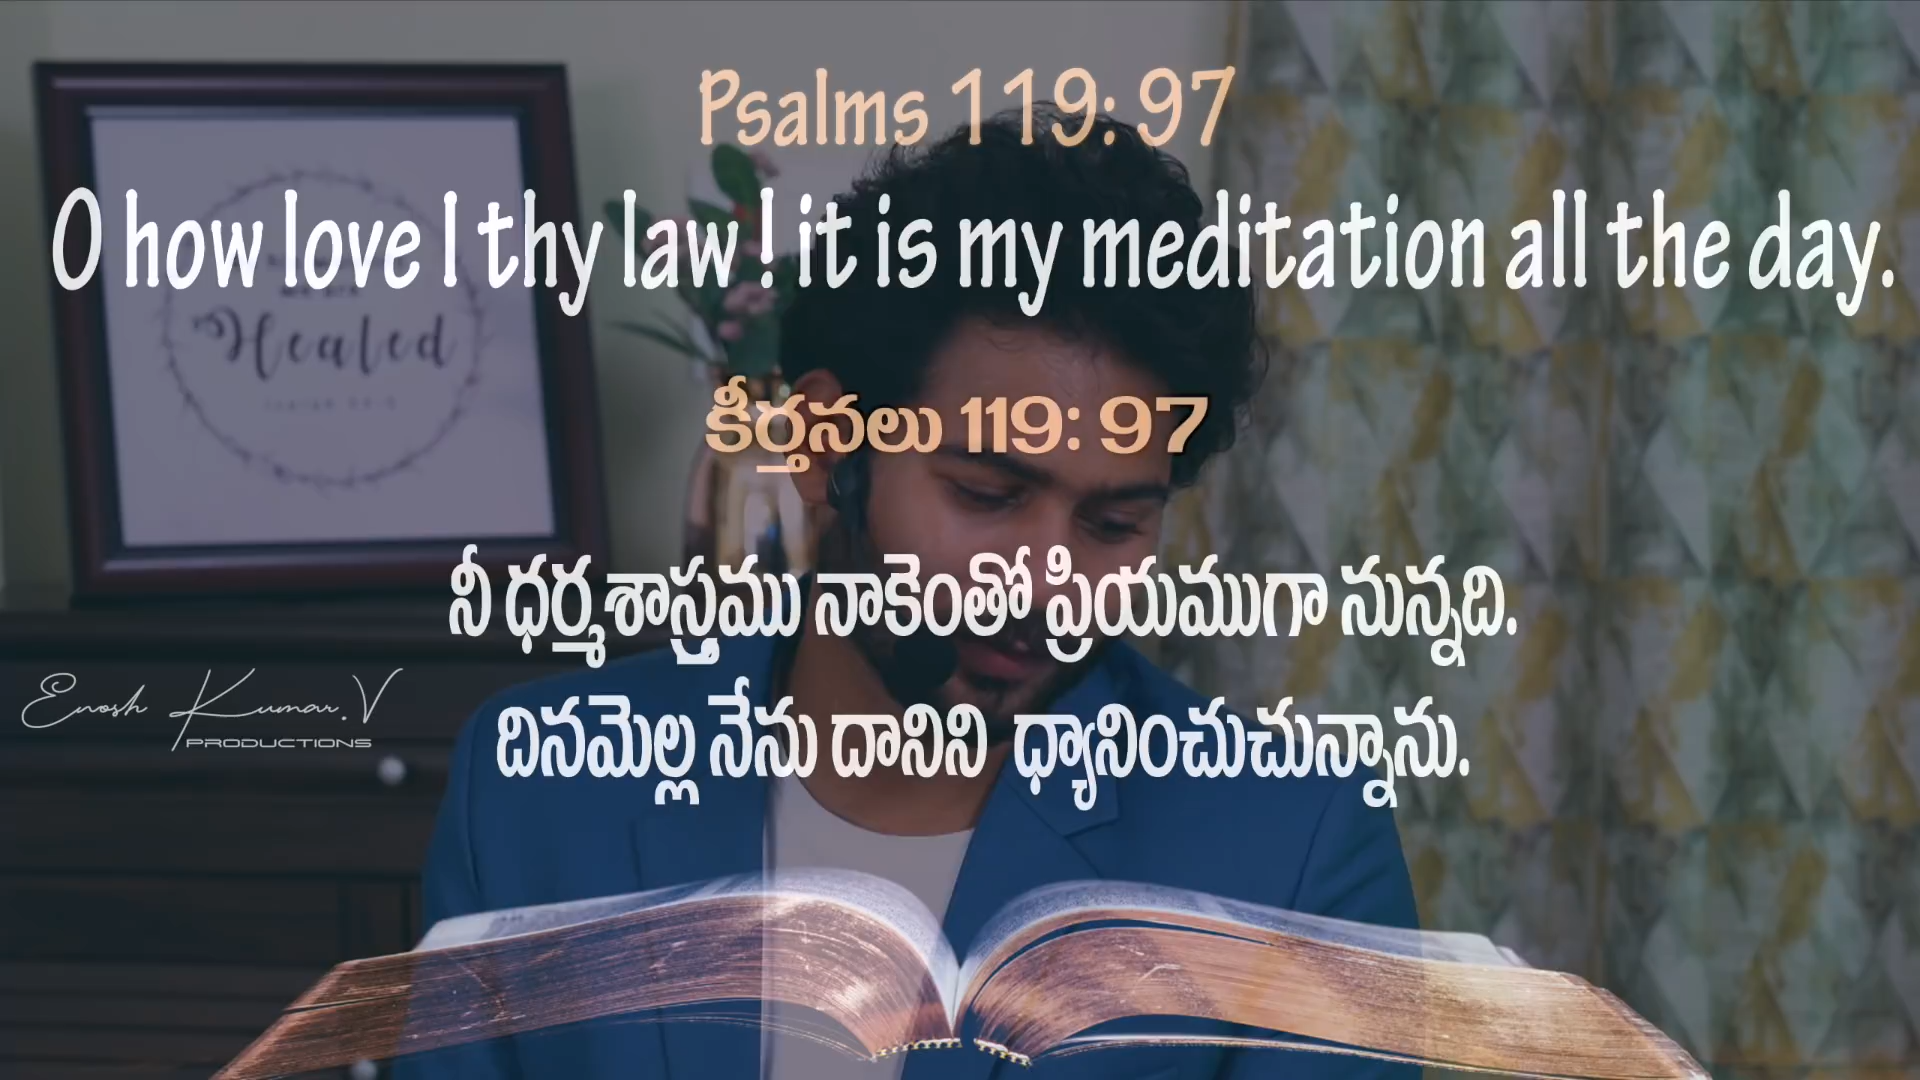 Psalms 119: 97
O how love I thy law ! it is my meditation all the day.
Healed
కీర్తనలు 119: 97
నీ ధర్మశాస్త్రము నాకెంతో ప్రియముగా నున్నది.
దినమెల్ల నేను దానిని ధ్యానించుచున్నాను.
Enosh Kumar.V
PRODUCTIONS